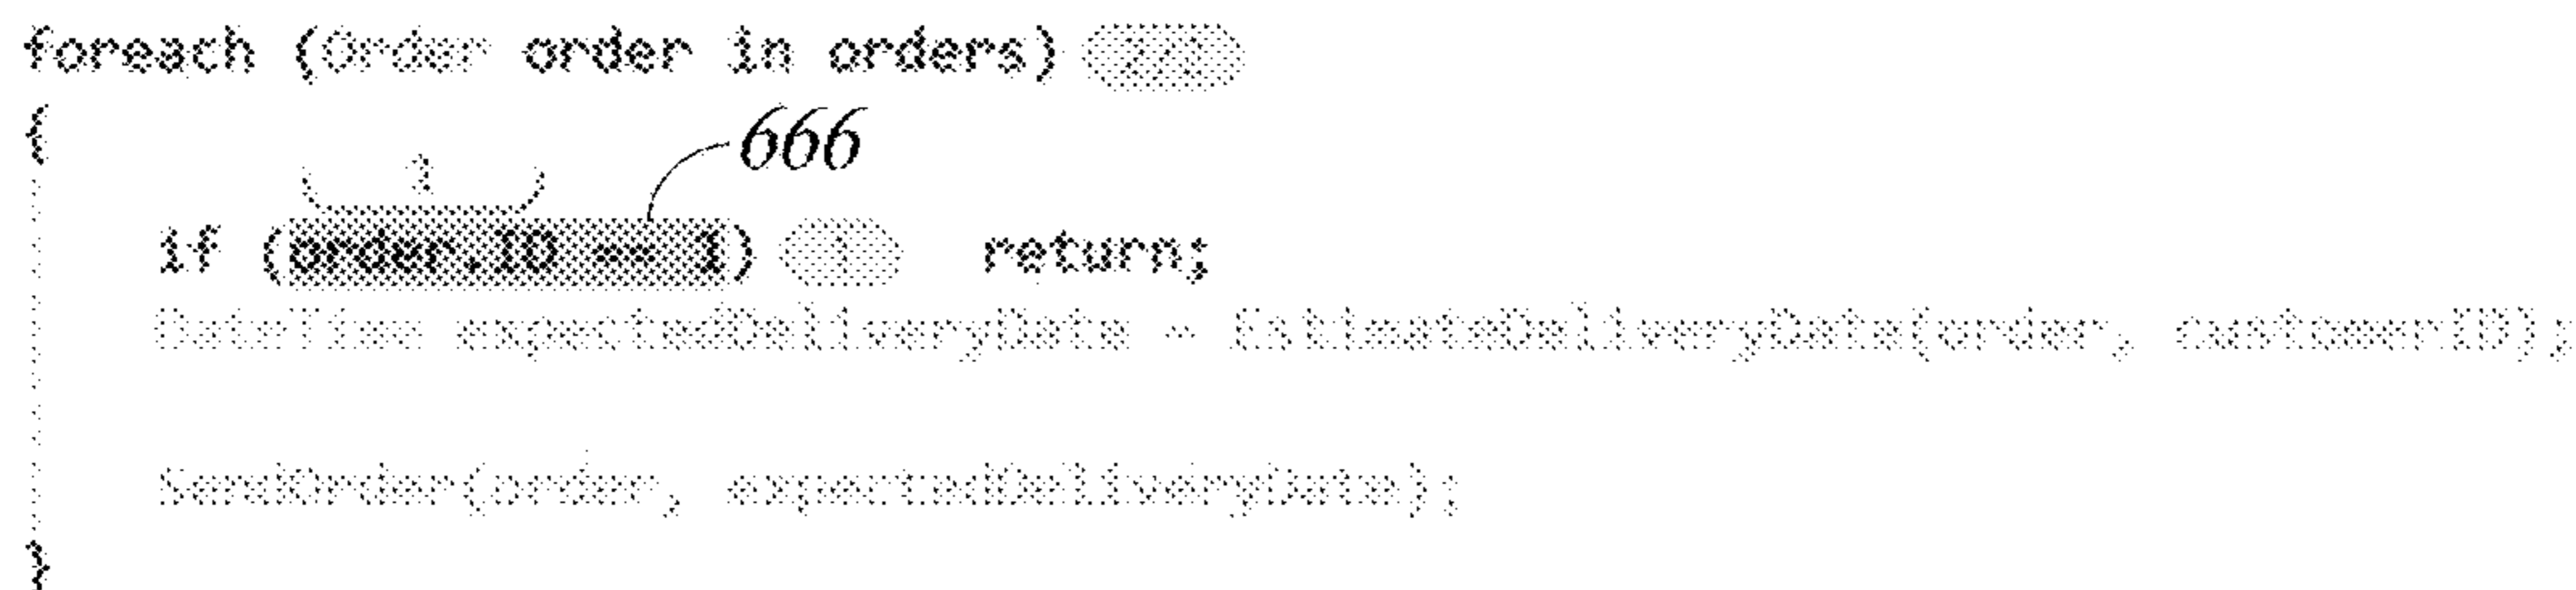 foreach (Order order in orders)
{
666
1
if (order.ID == 1) return;
DateTime expectedDeliveryDate = EstimateDeliveryDate(order, customerID);
SendOrder(order, expectedDeliveryDate);
}